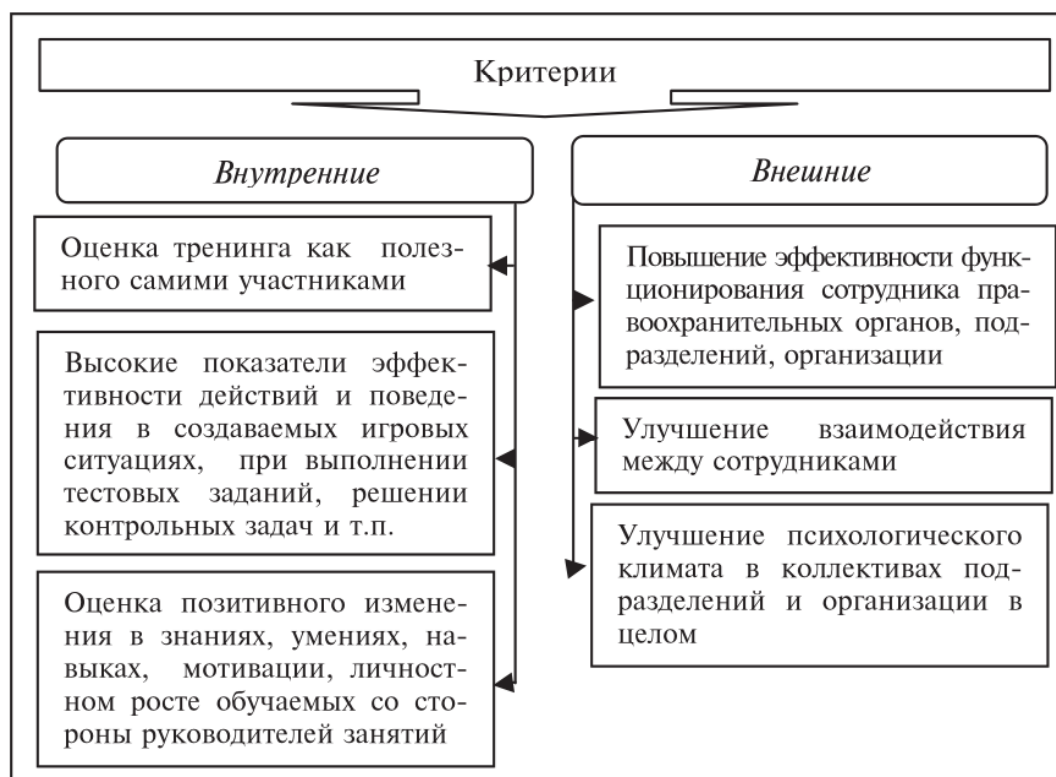 Критерии
Внутренние
Оценка тренинга как полез-
ного самими участниками
Высокие показатели эффек-
тивности действий и поведе-
ния в создаваемых игровых
ситуациях, при выполнении
тестовых заданий, решении
контрольных задач и т.п.
Оценка позитивного измене-
ния в знаниях, умениях, на-
выках, мотивации, личност-
ном росте обучаемых со сто-
роны руководителей занятий
Внешние
Повышение эффективности функ-
ционирования сотрудника пра-
воохранительных органов, под-
разделений, организации
Улучшение взаимодействия
между сотрудниками
Улучшение психологического
климата в коллективах под-
разделений и организации в
целом